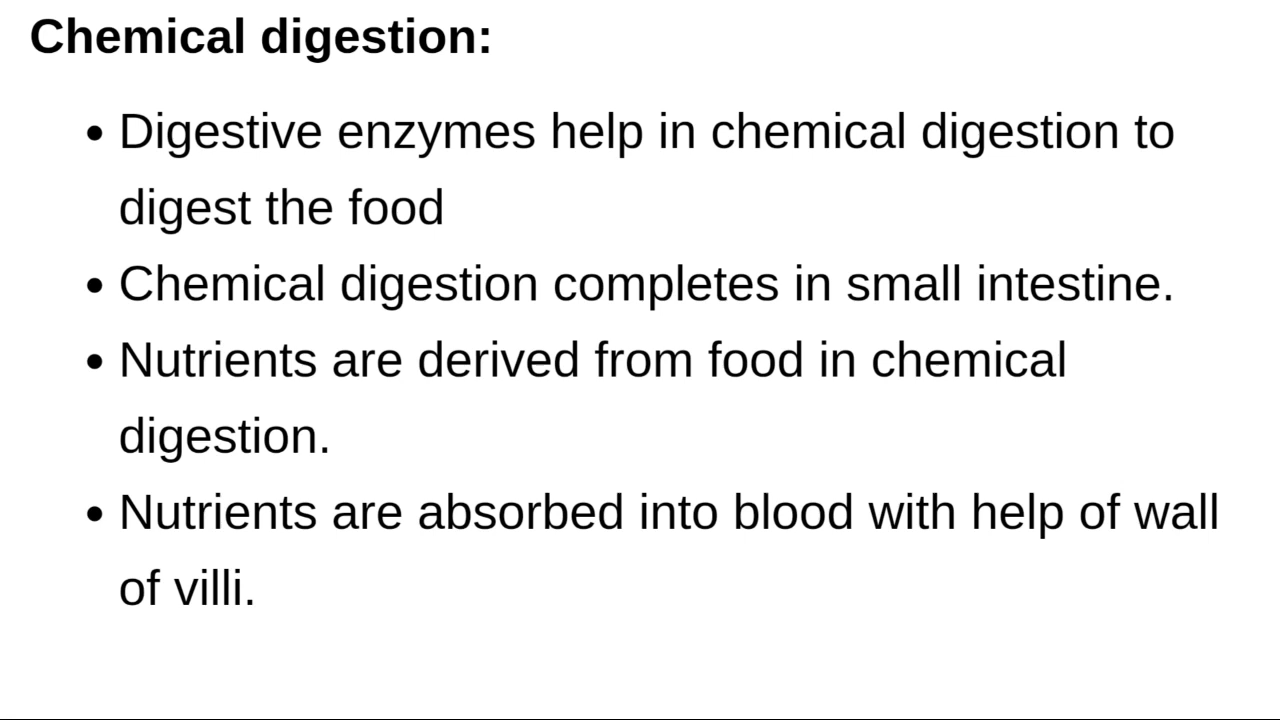 Chemical digestion:
• Digestive enzymes help in chemical digestion to
digest the food
• Chemical digestion completes in small intestine.
• Nutrients are derived from food in chemical
digestion.
• Nutrients are absorbed into blood with help of wall
of villi.